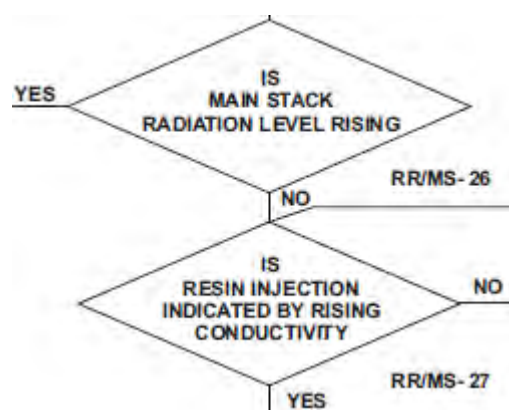 IS
YES
MAIN STACK
RADIATION LEVEL RISING
RR/MS- 26
NO
IS
RESIN INJECTION
NO
INDICATED BY RISING
CONDUCTIVITY
RR/MS- 27
YES